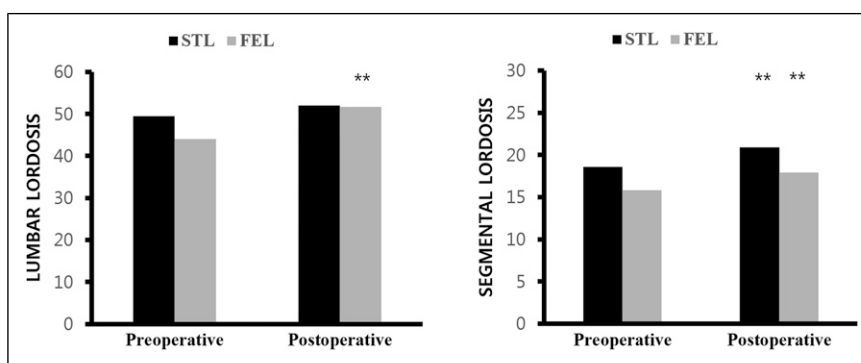 STL FEL
LUMBAR LORDOSIS
60
50
40
30
20
10
0
**
Preoperative Postoperative
STL FEL
SEGMENTAL LORDOSIS
30
25
20
15
10
5
0
** **
Preoperative Postoperative